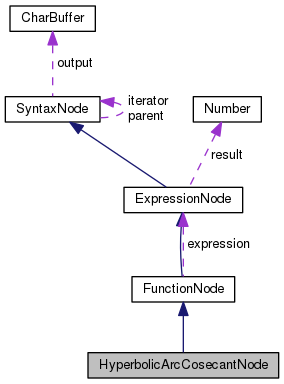 CharBuffer
output
SyntaxNode
iterator
parent
Number
result
ExpressionNode
expression
FunctionNode
HyperbolicArcCosecantNode